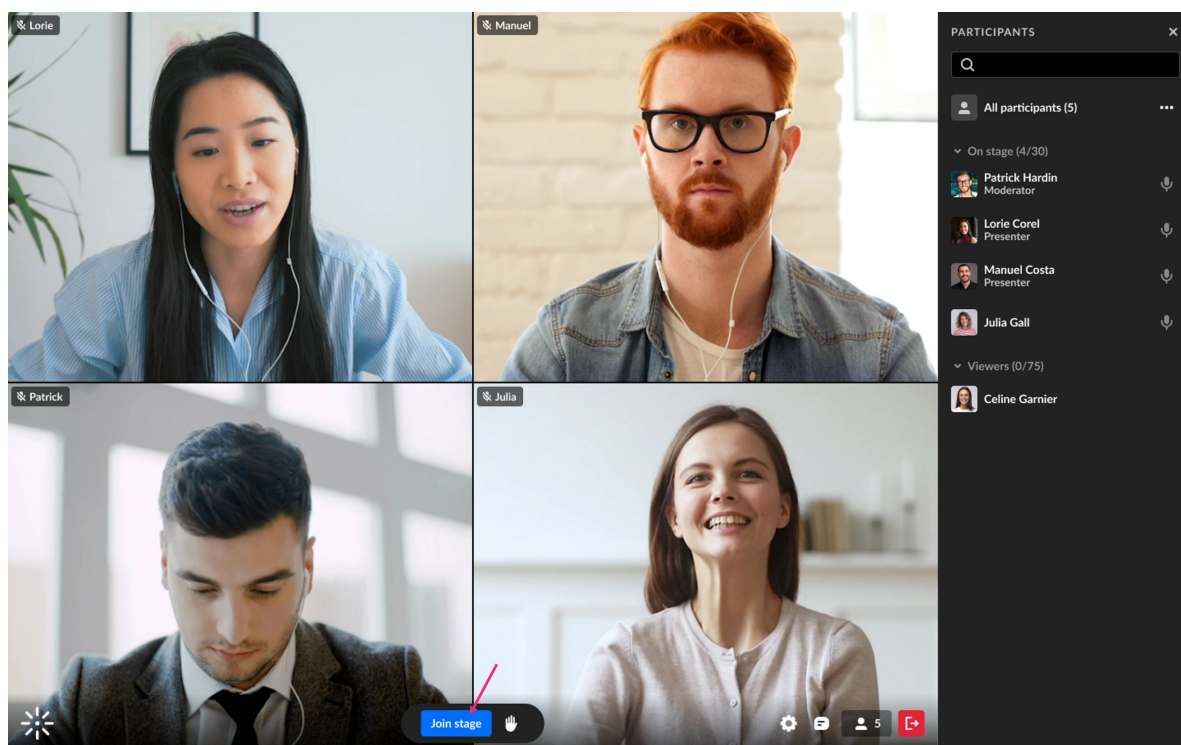 Lorie
Manuel
Patrick
Julia
Join stage
5
PARTICIPANTS
All participants (5)
On stage (4/30)
Patrick Hardin
Moderator
Lorie Corel
Presenter
Manuel Costa
Presenter
Julia Gall
Viewers (0/75)
Celine Garnier